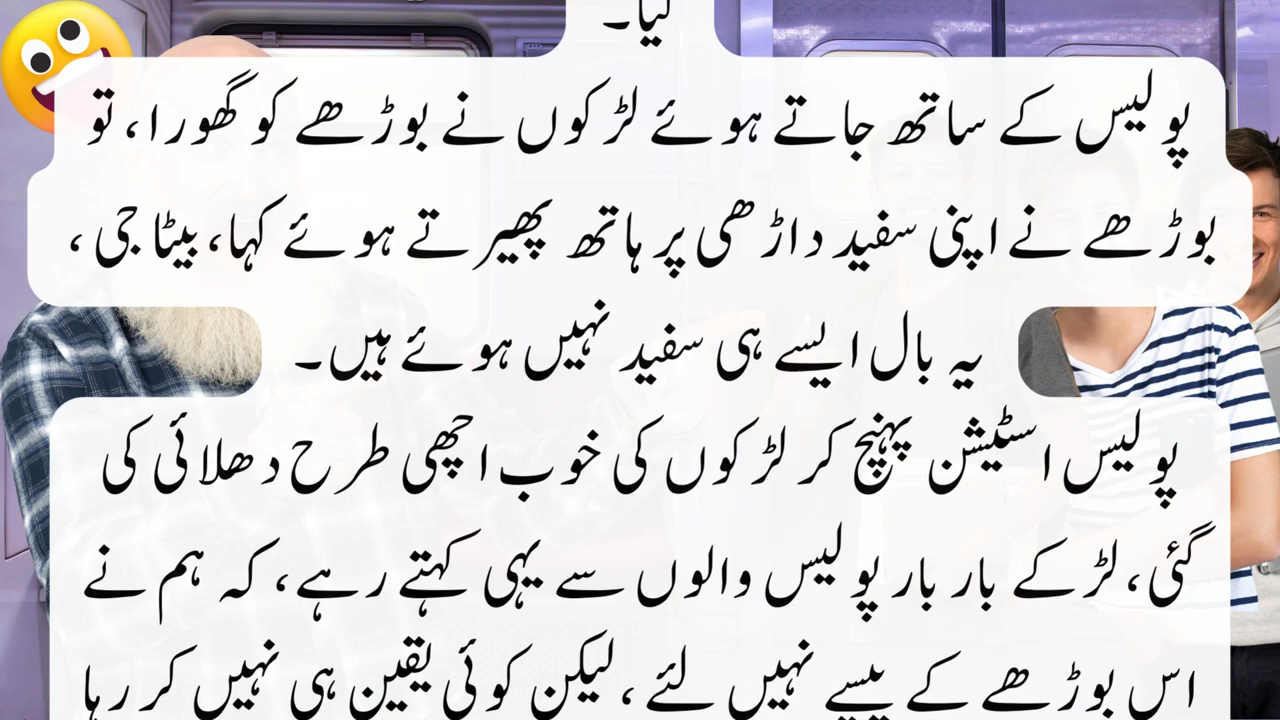 لیا۔
پولیس کے ساتھ جاتے ہوئے لڑکوں نے بوڑھے کو گھورا، تو
بوڑھے نے اپنی سفید داڑھی پر ہاتھ پھیرتے ہوئے کہا، بیٹا جی،
یہ بال ایسے ہی سفید نہیں ہوئے ہیں۔
پولیس اسٹیشن پہنچ کر لڑکوں کی خوب اچھی طرح دھلائی کی
گئی، لڑکے بار بار پولیس والوں سے یہی کہتے رہے، کہ ہم نے
اس بوڑھے کے پیسے نہیں لئے، لیکن کوئی یقین ہی نہیں کر رہا